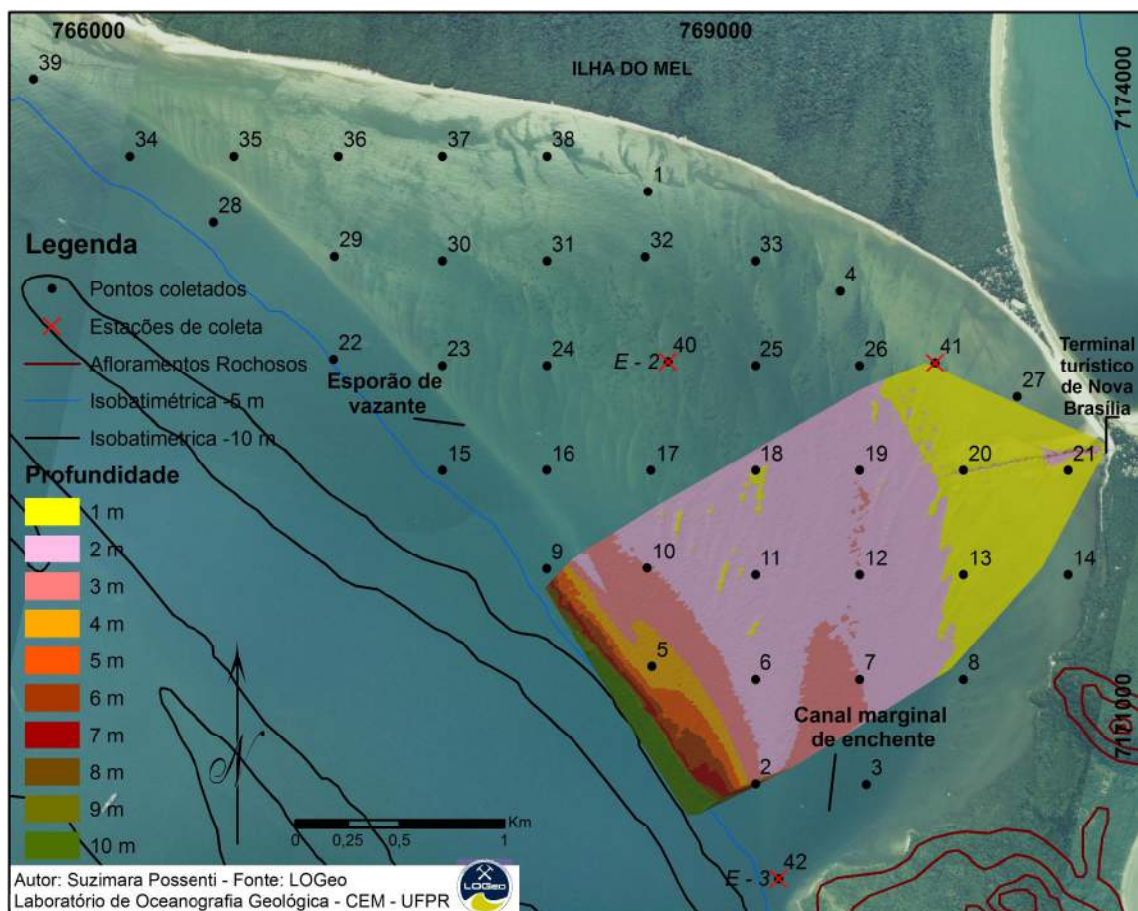 766000
769000
7174000
ILHA DO MEL
39
34
35
36
37
38
1
28
29
30
31
32
33
4
Legenda
Pontos coletados
Estações de coleta
Afloramentos Rochosos
Isobatimétrica -5 m
Isobatimétrica -10 m
22
23
24
E - 2
40
25
26
41
27
Terminal
turístico
de Nova
Brasília
Esporão de
vazante
15
16
17
18
19
20
21
Profundidade
1 m
2 m
3 m
4 m
5 m
6 m
7 m
8 m
9 m
10 m
9
10
11
12
13
14
5
6
7
8
7171000
Canal marginal
de enchente
2
3
N
Km
0
0,25
0,5
1
E - 3
42
Autor: Suzimara Possenti - Fonte: LOGeo
Laboratório de Oceanografia Geológica - CEM - UFPR
LOGeo